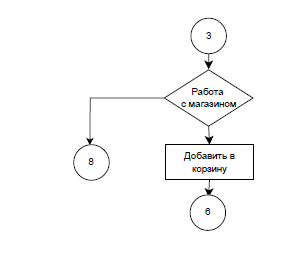 3
Работа
с магазином
8
Добавить в
корзину
6